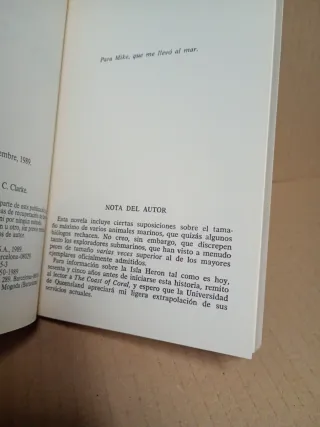 embre, 1989
C. Clarke.
Para Mike, que me llevó al mar.
NOTA DEL AUTOR
Esta novela incluye ciertas suposiciones sobre el tama-
máximo de varios animales marinos, que quizás algunos
biólogos rechacen. No creo, sin embargo, que discrepen
tanto los exploradores submarinos, que han visto a menudo
peces de tamaño varias veces superior al de los mayores
ejemplares oficialmente admitidos.
Para información sobre la Isla Heron tal como es hoy,
senta y cinco años antes de iniciarse esta historia, remito
al lector a The Coast of Coral, y espero que la Universidad
de Queensland apreciará mi ligera extrapolación de sus
servicios actuales.